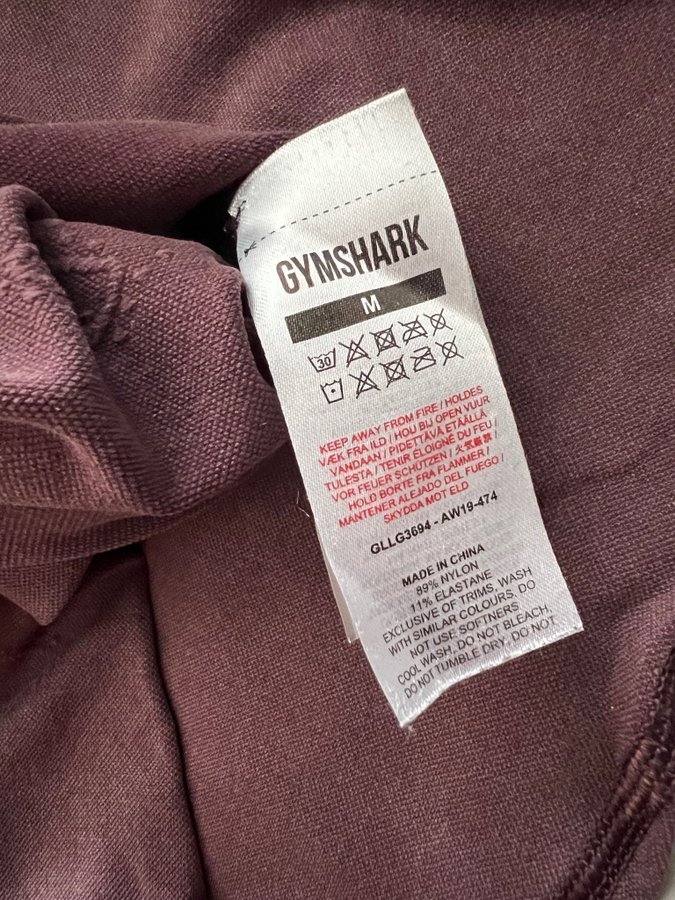 GYMSHARK
M
30
KEEP AWAY FROM FIRE / HOLDES
VÆK FRA ILD / HOU BIJ OPEN VUUR
VANDAAN / PIDETTÄVÄ ETÄÄLLÄ
TULESTA / TENIR ÉLOIGNÉ DU FEU /
VOR FEUER SCHÜTZEN / 火気厳禁 /
HOLD BORTE FRA FLAMMER /
MANTENER ALEJADO DEL FUEGO /
SKYDDA MOT ELD
GLLG3694 - AW19-474
MADE IN CHINA
89% NYLON
11% ELASTANE
EXCLUSIVE OF TRIMS, WASH
WITH SIMILAR COLOURS. DO
NOT USE SOFTNERS
COOL WASH, DO NOT BLEACH,
DO NOT TUMBLE DRY, DO NOT